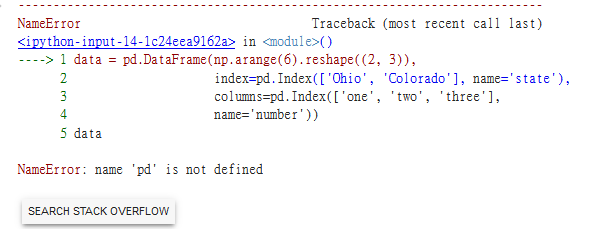 ---------------------------------------------------------------------------
NameError                                 Traceback (most recent call last)
<ipython-input-14-1c24eea9162a> in <module>()
----> 1 data = pd.DataFrame(np.arange(6).reshape((2, 3)),
      2                     index=pd.Index(['Ohio', 'Colorado'], name='state'),
      3                     columns=pd.Index(['one', 'two', 'three'],
      4                     name='number'))
      5 data
NameError: name 'pd' is not defined
SEARCH STACK OVERFLOW